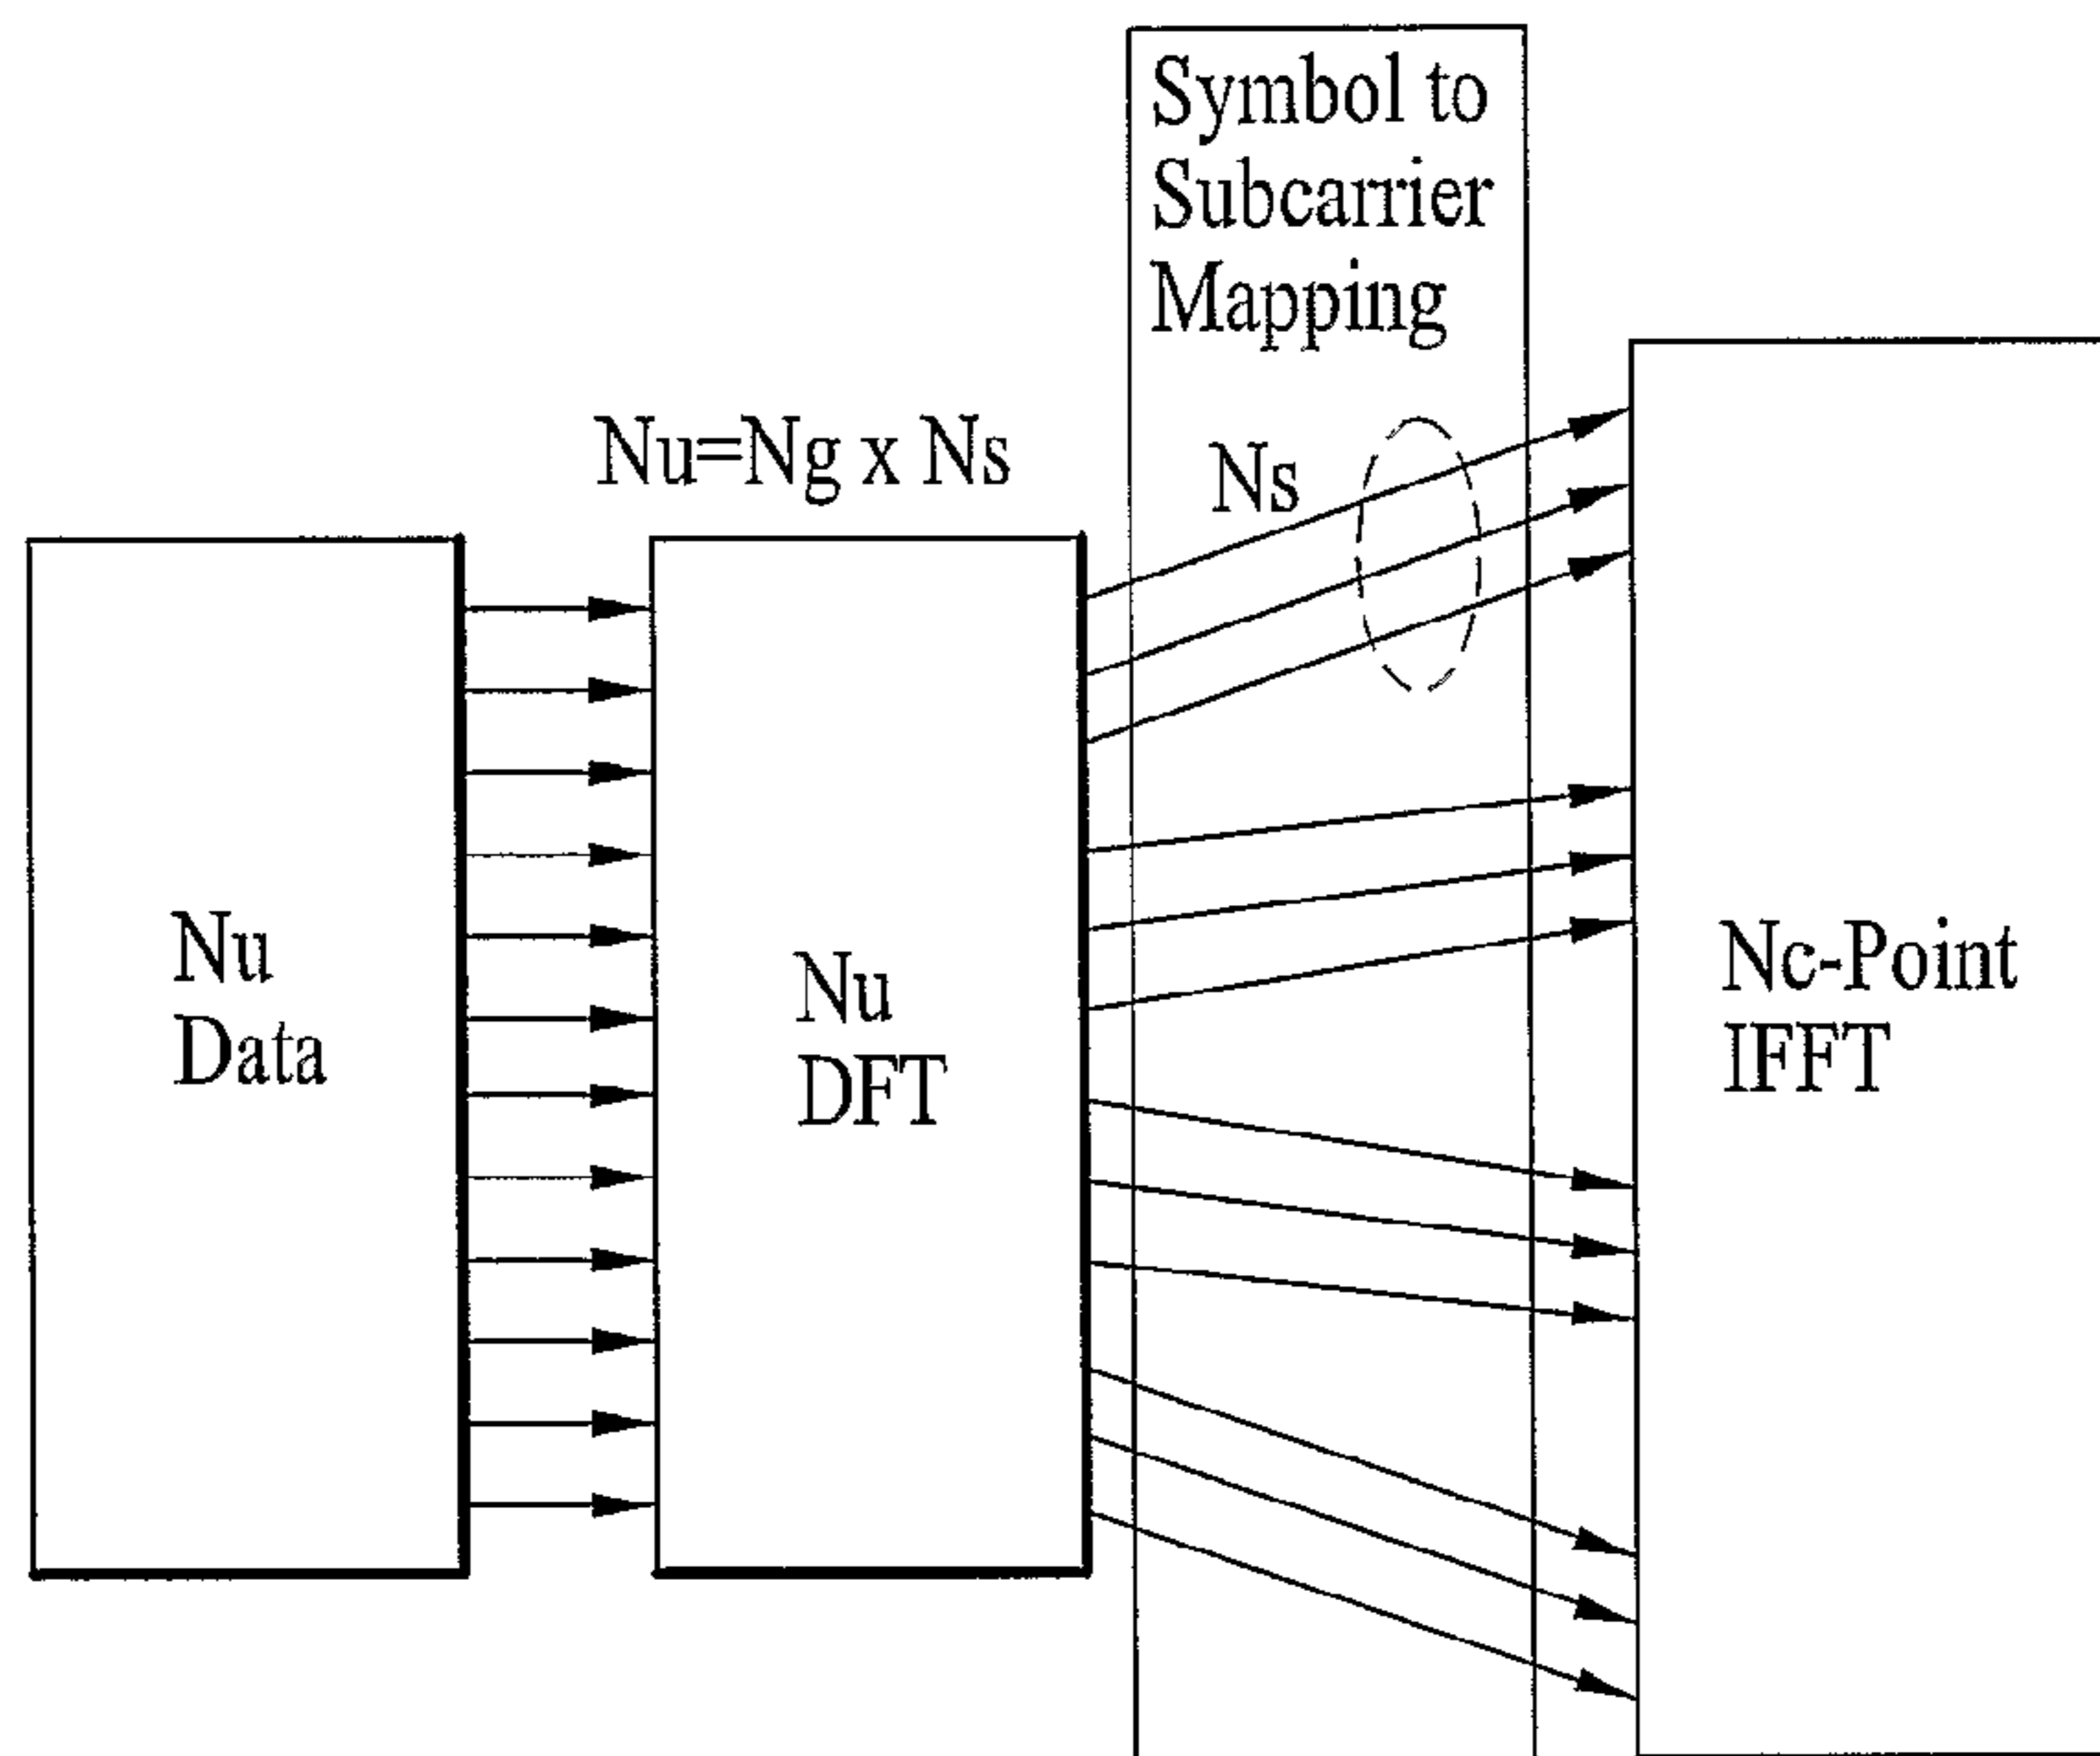 Symbol to
Subcarrier
Mapping
Nu=Ng x Ns
Ns
Nu
Data
Nu
DFT
Nc-Point
IFFT